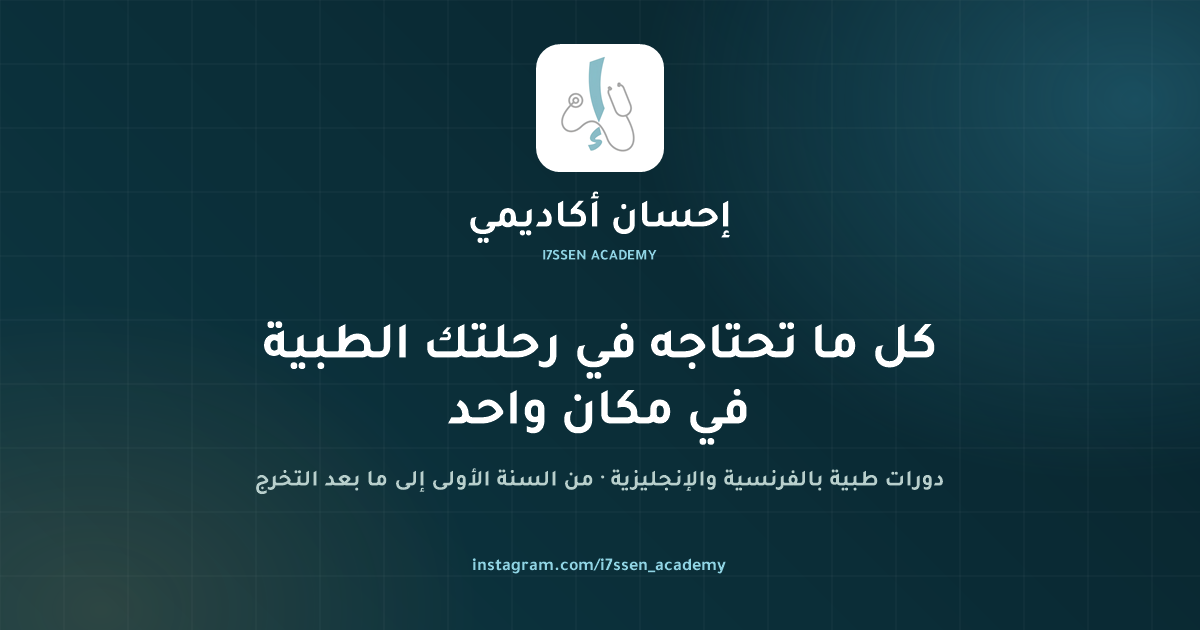 إحسان أكاديمي
I7SSEN ACADEMY
كل ما تحتاجه في رحلتك الطبية
في مكان واحد
دورات طبية بالفرنسية والإنجليزية · من السنة الأولى إلى ما بعد التخرج
instagram.com/i7ssen_academy